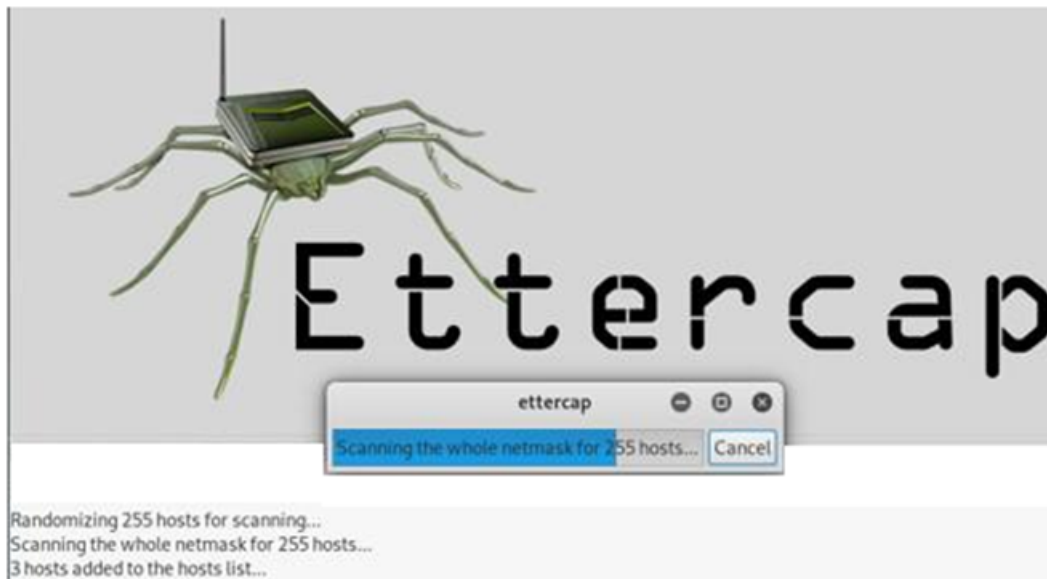 Ettercap
ettercap
Scanning the whole netmask for 255 hosts...
Cancel
Randomizing 255 hosts for scanning...
Scanning the whole netmask for 255 hosts...
3 hosts added to the hosts list...